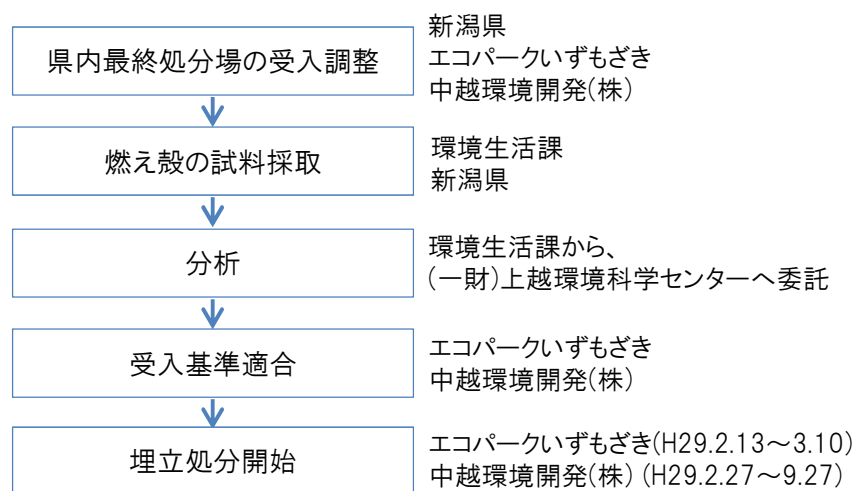 県内最終処分場の受入調整
新潟県
エコパークいずもざき
中越環境開発(株)
燃え殻の試料採取
環境生活課
新潟県
分析
環境生活課から、
(一財)上越環境科学センターへ委託
受入基準適合
エコパークいずもざき
中越環境開発(株)
埋立処分開始
エコパークいずもざき(H29.2.13～3.10)
中越環境開発(株) (H29.2.27～9.27)